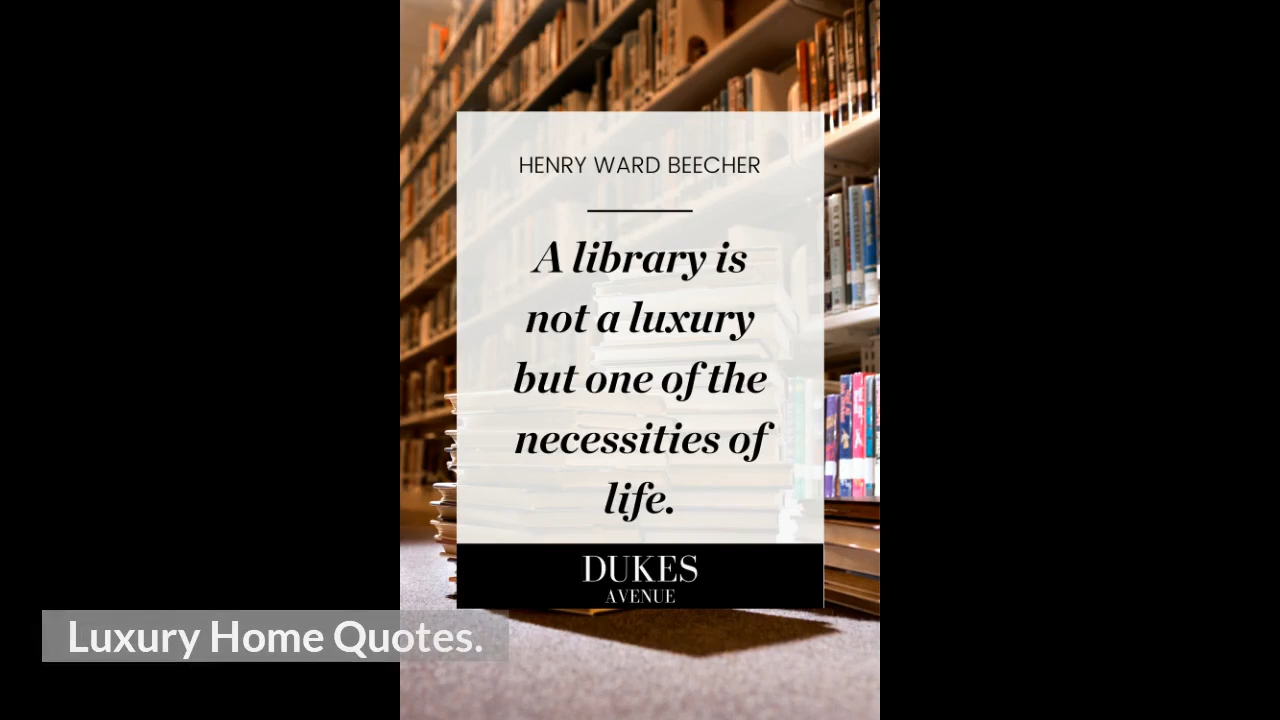 HENRY WARD BEECHER
A library is
not a luxury
but one of the
necessities of
life.
DUKES
AVENUE
Luxury Home Quotes.